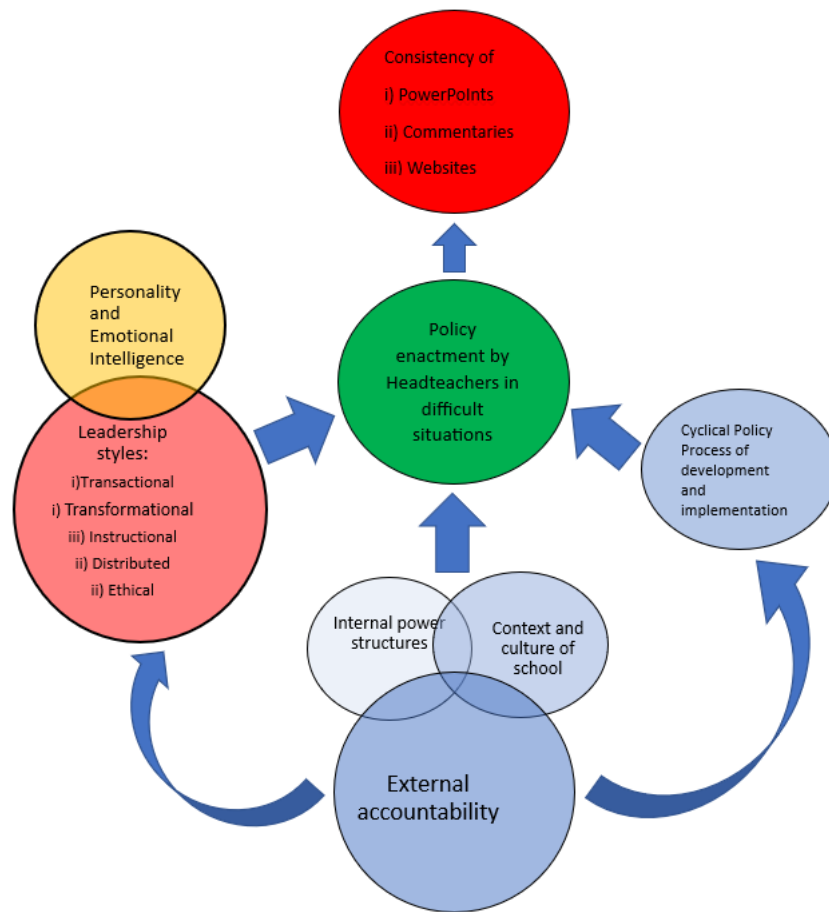 Consistency of
i) PowerPoints
ii) Commentaries
iii) Websites
Personality
and
Emotional
Intelligence
Policy
enactment by
Headteachers in
difficult
situations
Leadership
styles:
i)Transactional
i) Transformational
iii) Instructional
ii) Distributed
ii) Ethical
Cyclical Policy
Process of
development
and
implementation
Internal power
structures
Context and
culture of
school
External
accountability